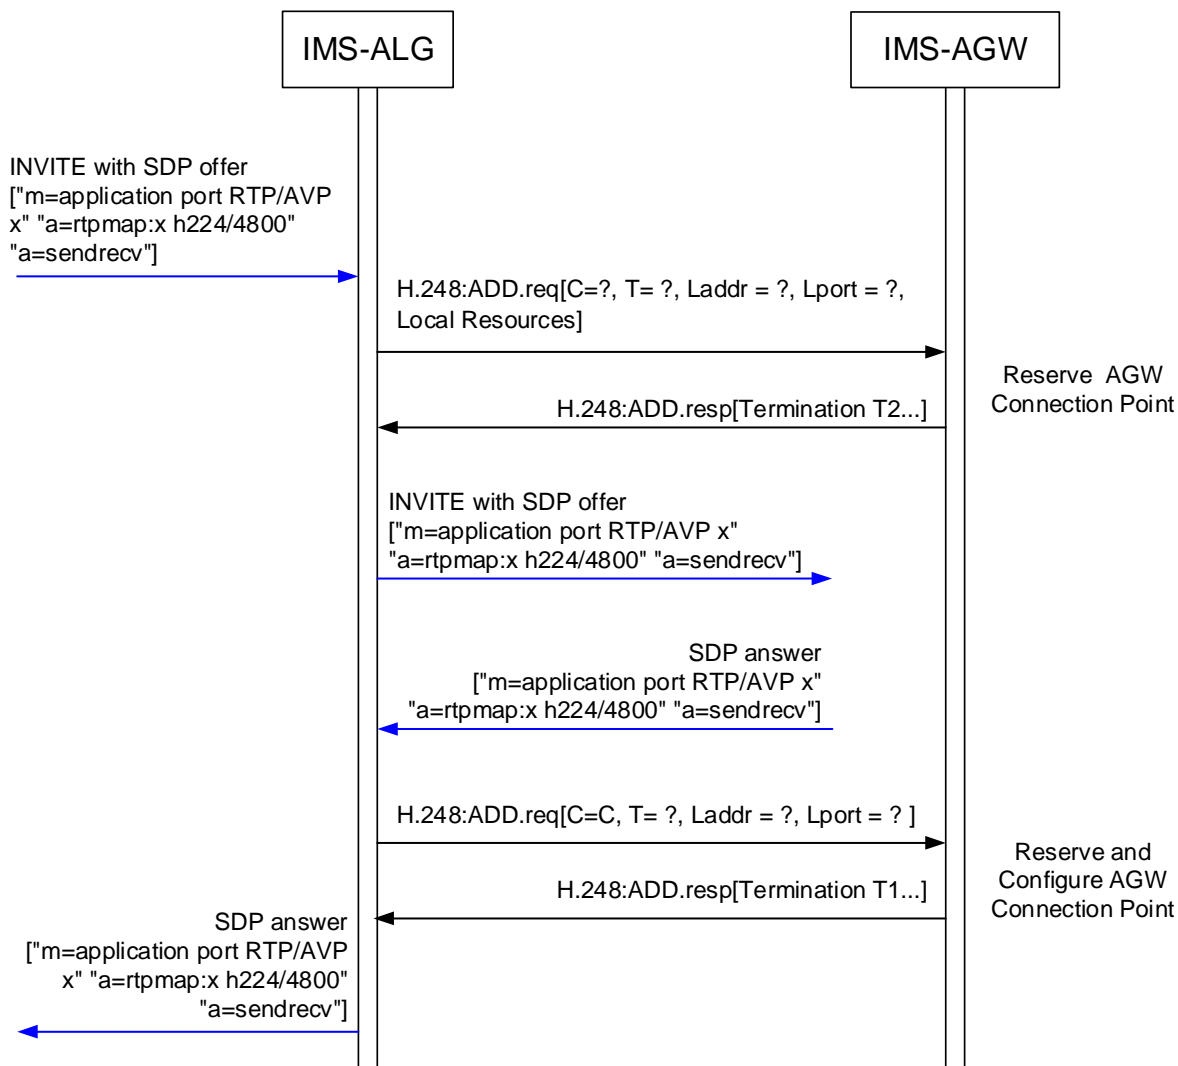 IMS-ALG
IMS-AGW
INVITE with SDP offer
["m=application port RTP/AVP
x" "a=rtpmap:x h224/4800"
"a=sendrecv"]
H.248:ADD.req[C=?, T= ?, Laddr = ?, Lport = ?,
Local Resources]
Reserve AGW
Connection Point
H.248:ADD.resp[Termination T2...]
INVITE with SDP offer
["m=application port RTP/AVP x"
"a=rtpmap:x h224/4800" "a=sendrecv"]
SDP answer
["m=application port RTP/AVP x"
"a=rtpmap:x h224/4800" "a=sendrecv"]
H.248:ADD.req[C=C, T= ?, Laddr = ?, Lport = ? ]
Reserve and
Configure AGW
Connection Point
H.248:ADD.resp[Termination T1...]
SDP answer
["m=application port RTP/AVP
x" "a=rtpmap:x h224/4800"
"a=sendrecv"]